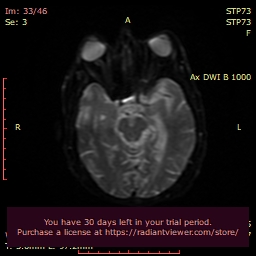 Im: 33/46
Se: 3
STP73
STP73
F
A
Ax DWI B 1000
R
L
You have 30 days left in your trial period.
Purchase a license at https://radiantviewer.com/store/